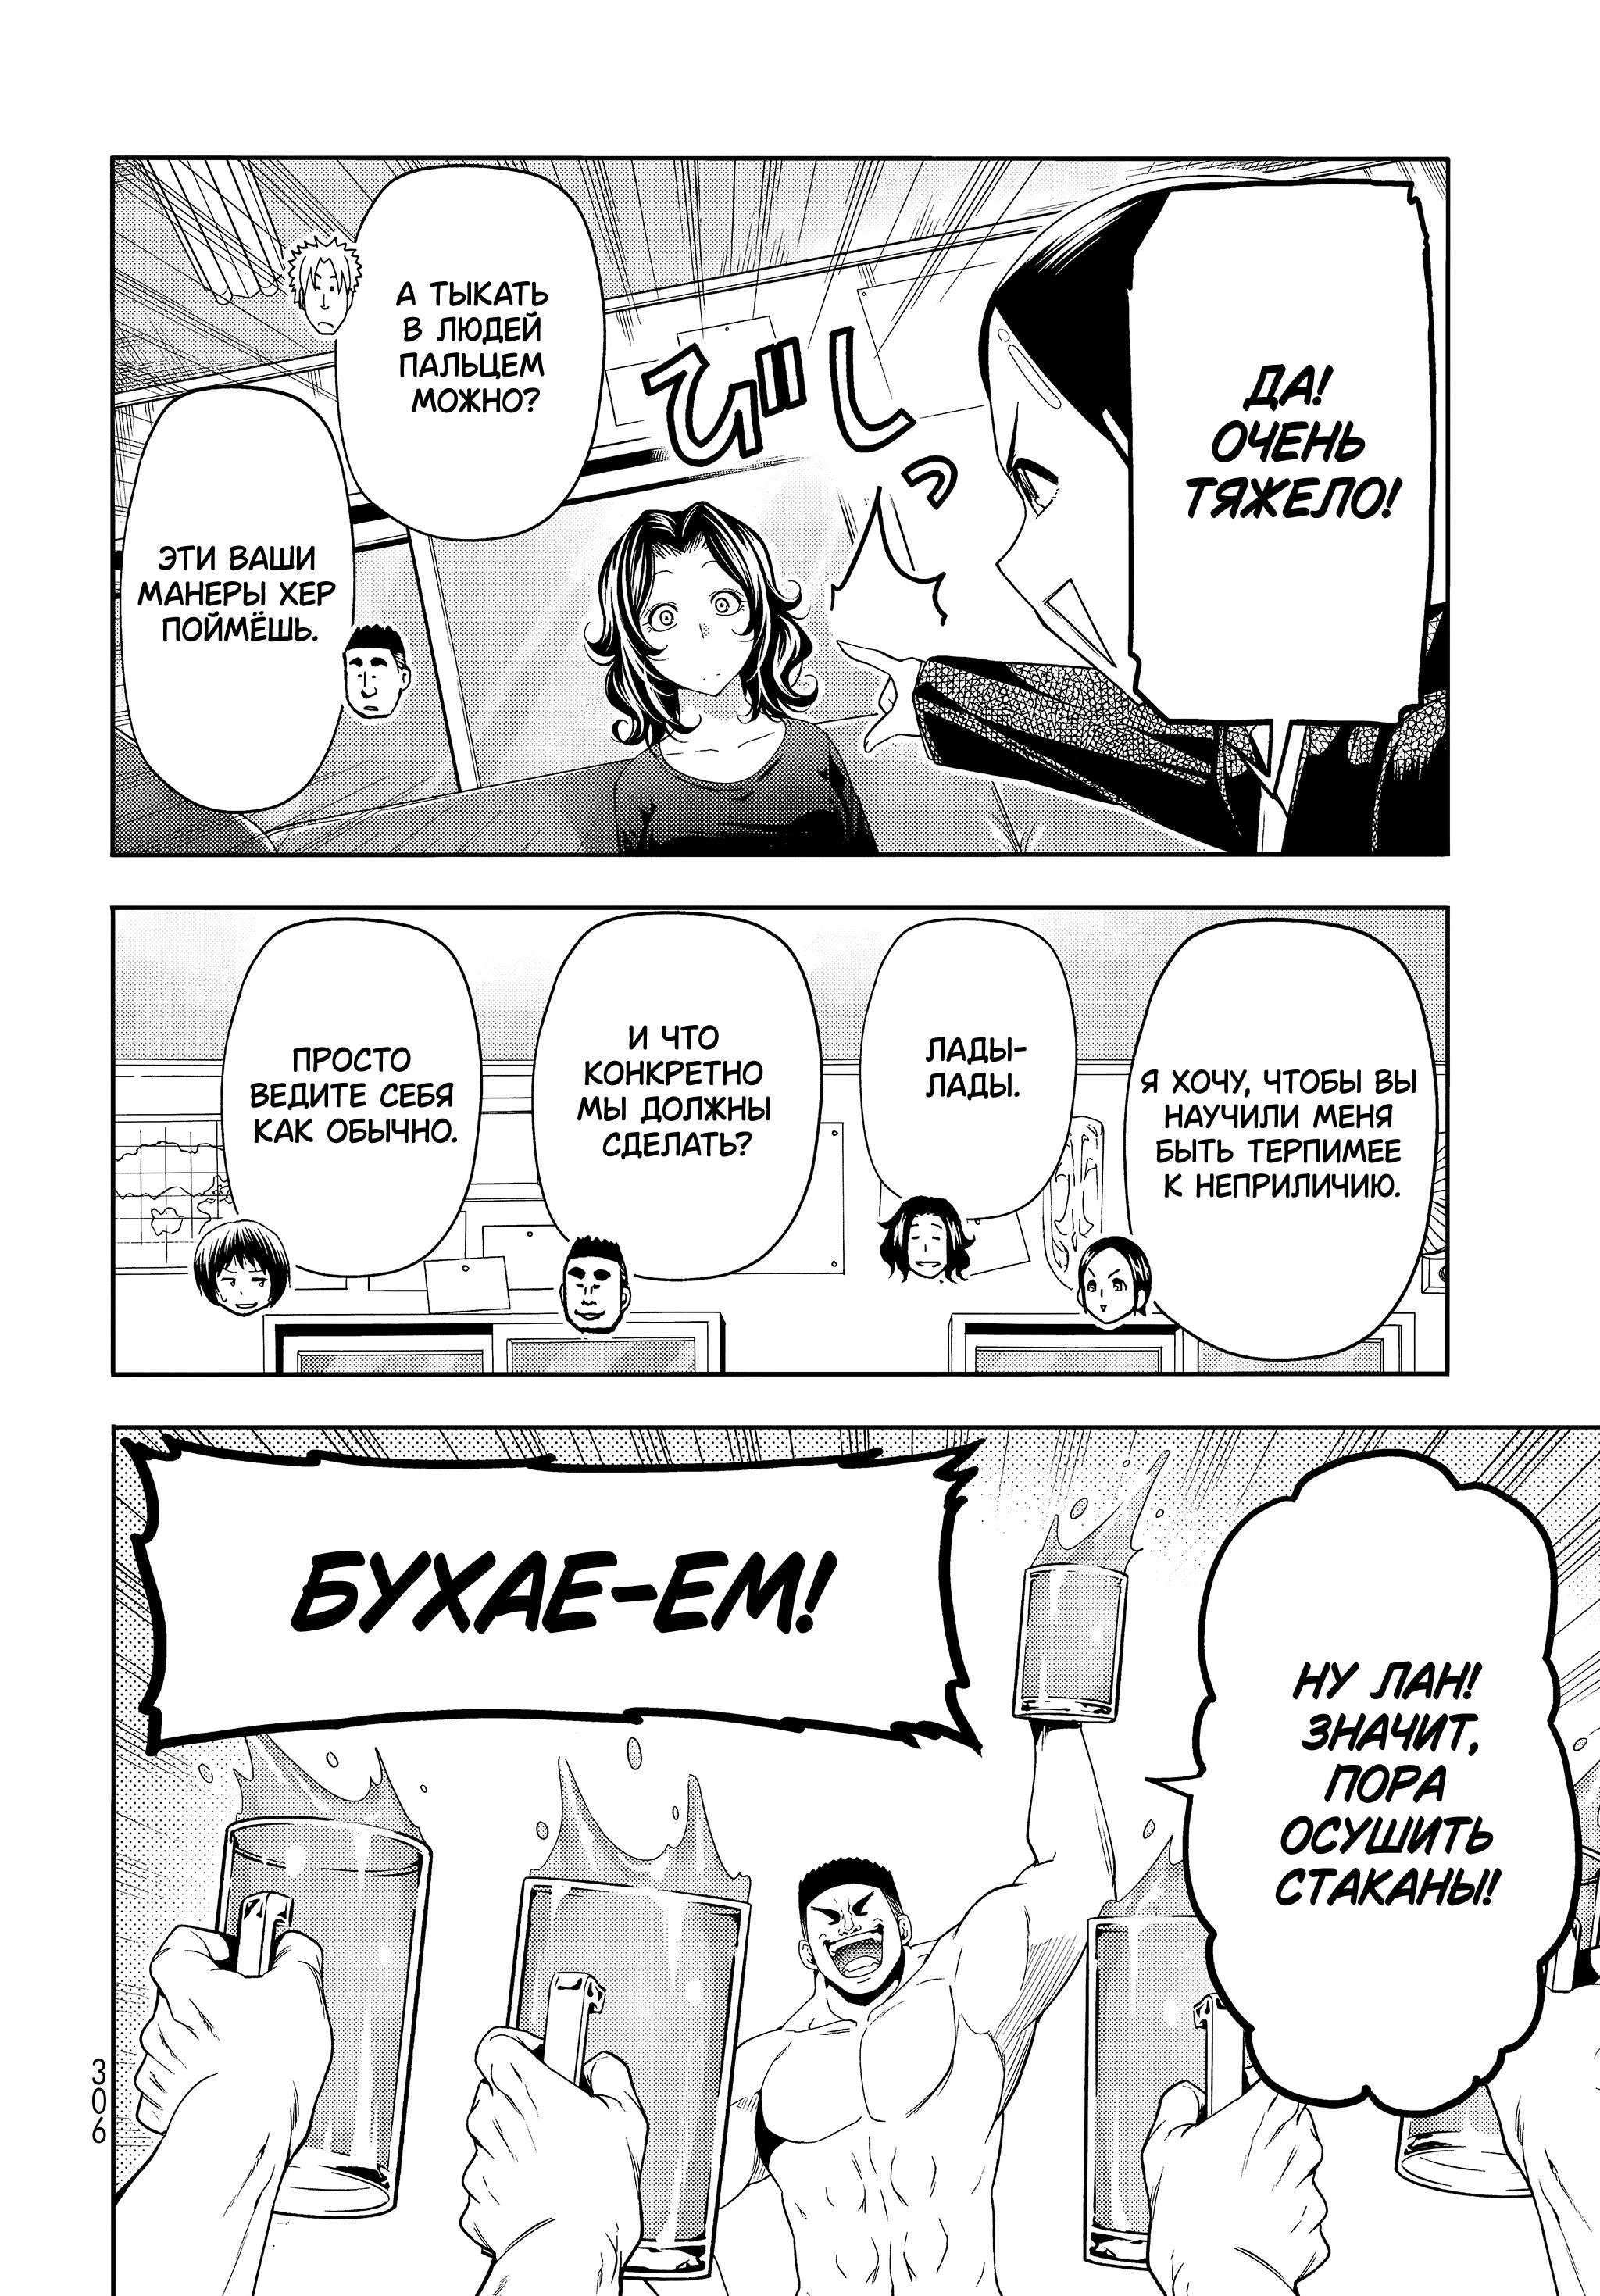 ДА!
ОЧЕНЬ
ТЯЖЕЛО!
びしっ
А ТЫКАТЬ
В ЛЮДЕЙ
ПАЛЬЦЕМ
МОЖНО?
ЭТИ ВАШИ
МАНЕРЫ ХЕР
ПОЙМЁШЬ.
Я ХОЧУ, ЧТОБЫ ВЫ
НАУЧИЛИ МЕНЯ
БЫТЬ ТЕРПИМЕЕ
К НЕПРИЛИЧИЮ.
ЛАДЫ-
ЛАДЫ.
И ЧТО
КОНКРЕТНО
МЫ ДОЛЖНЫ
СДЕЛАТЬ?
ПРОСТО
ВЕДИТЕ СЕБЯ
КАК ОБЫЧНО.
НУ ЛАН!
ЗНАЧИТ,
ПОРА
ОСУШИТЬ
СТАКАНЫ!
БУХАЕ-ЕМ!
306